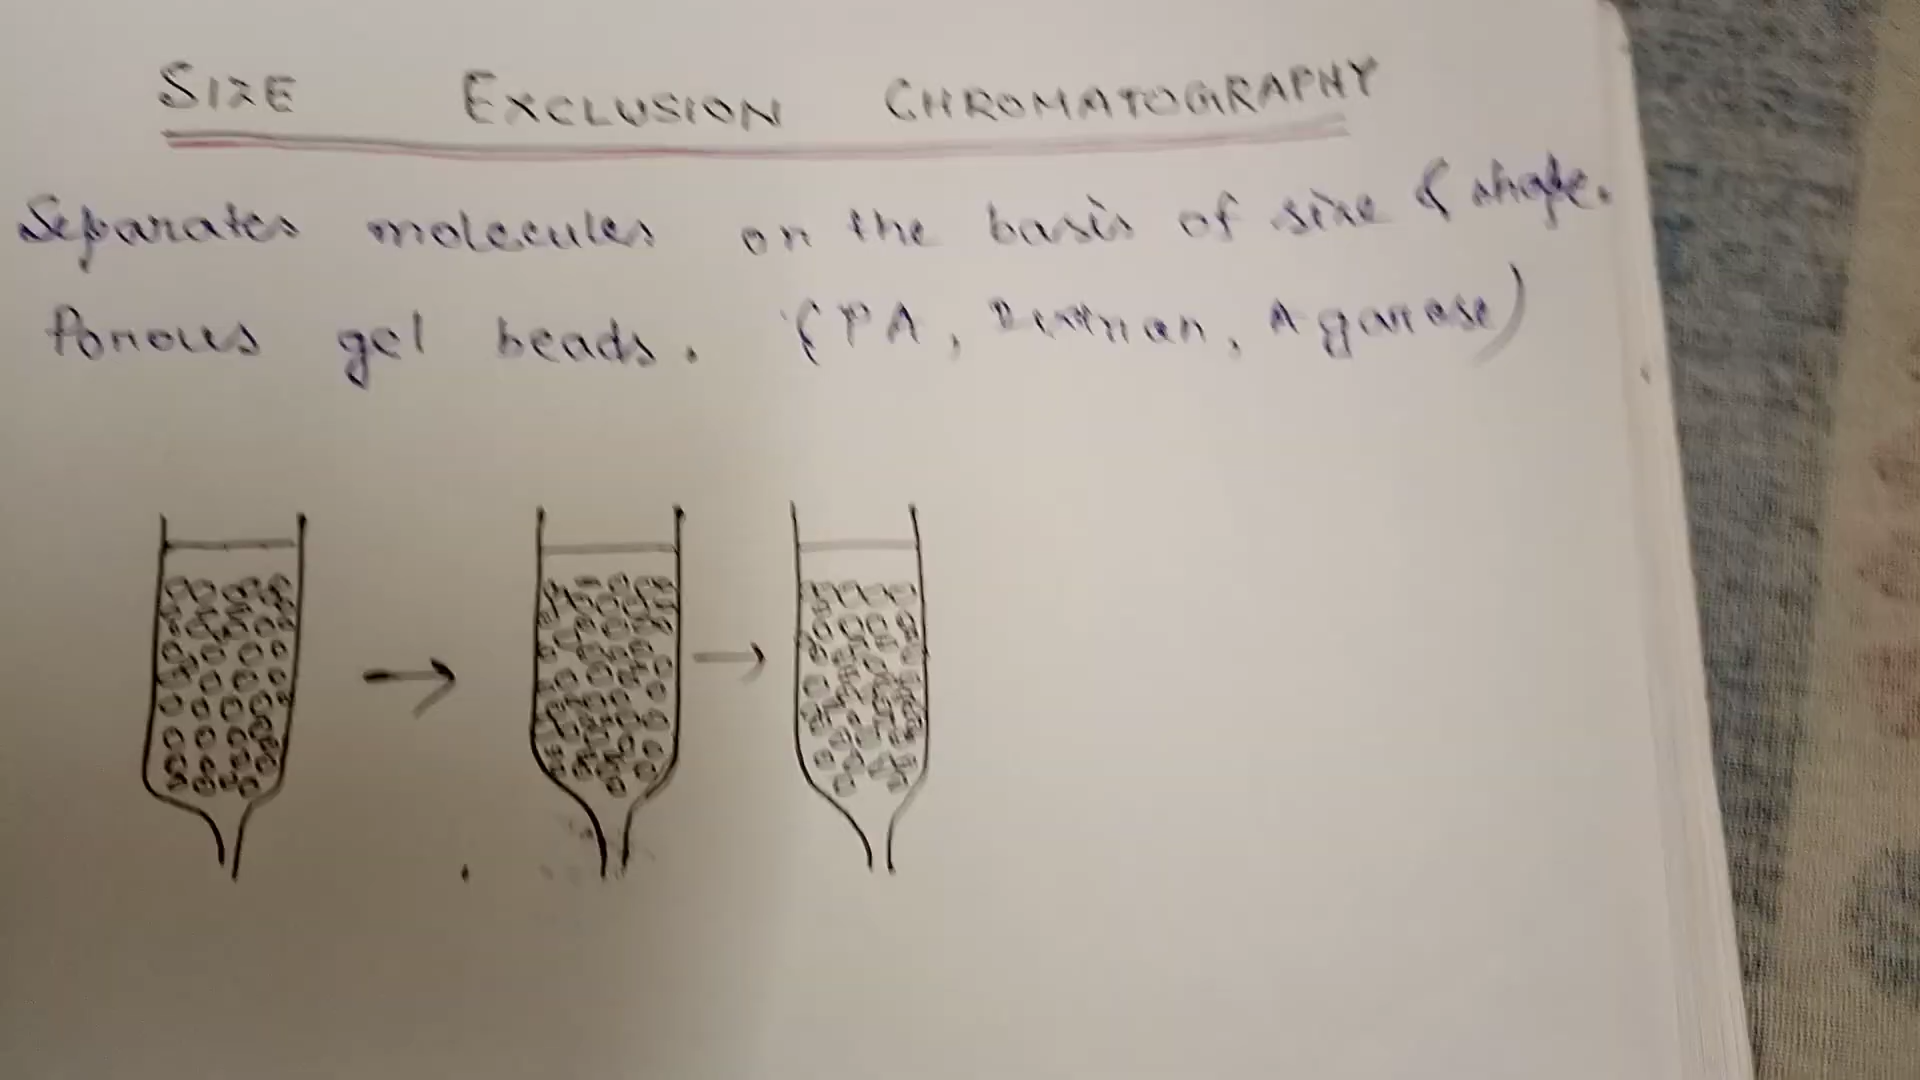 SIZE EXCLUSION CHROMATOGRAPHY
Separates molecules on the basis of size & shape.
Porous gel beads. (PA, Dextran, Agarose)